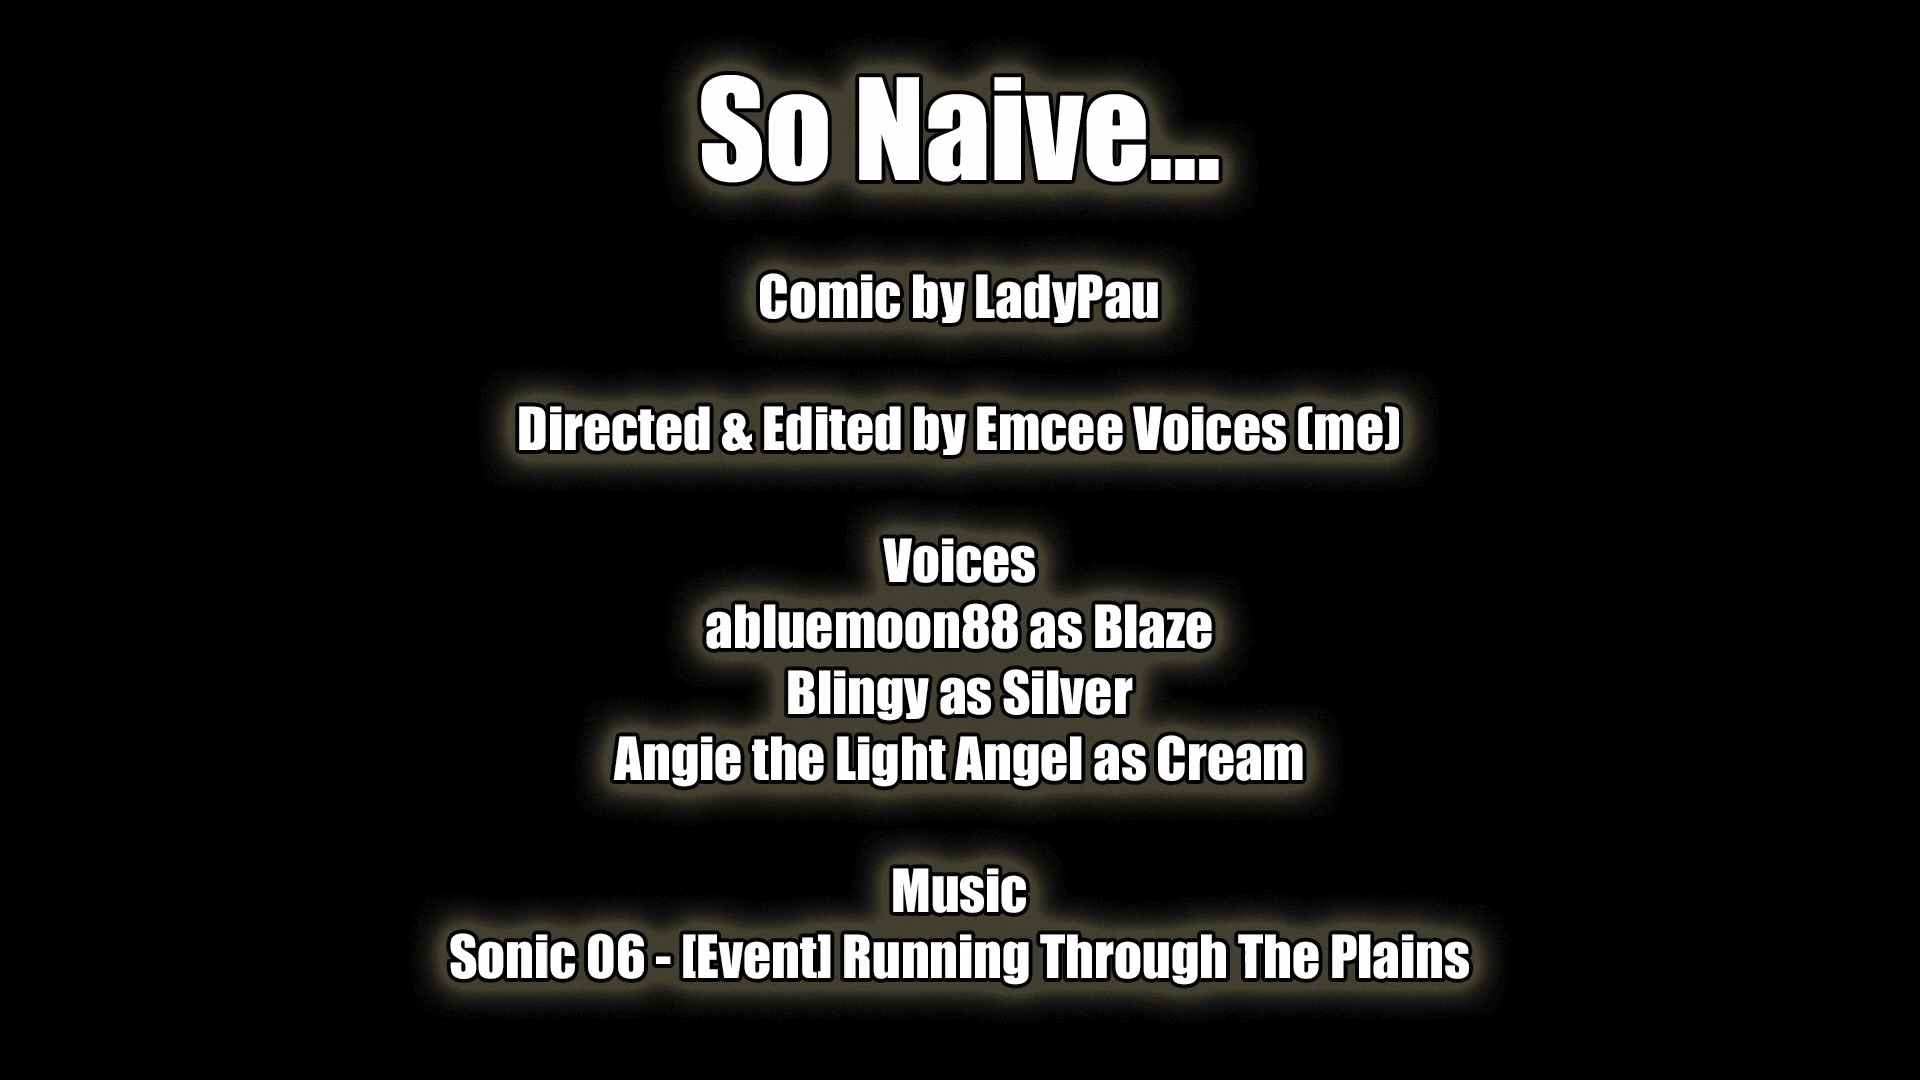 So Naive...
Comic by LadyPau
Directed & Edited by Emcee Voices (me)
Voices
abluemoon88 as Blaze
Blingy as Silver
Angie the Light Angel as Cream
Music
Sonic 06 - [Event] Running Through The Plains